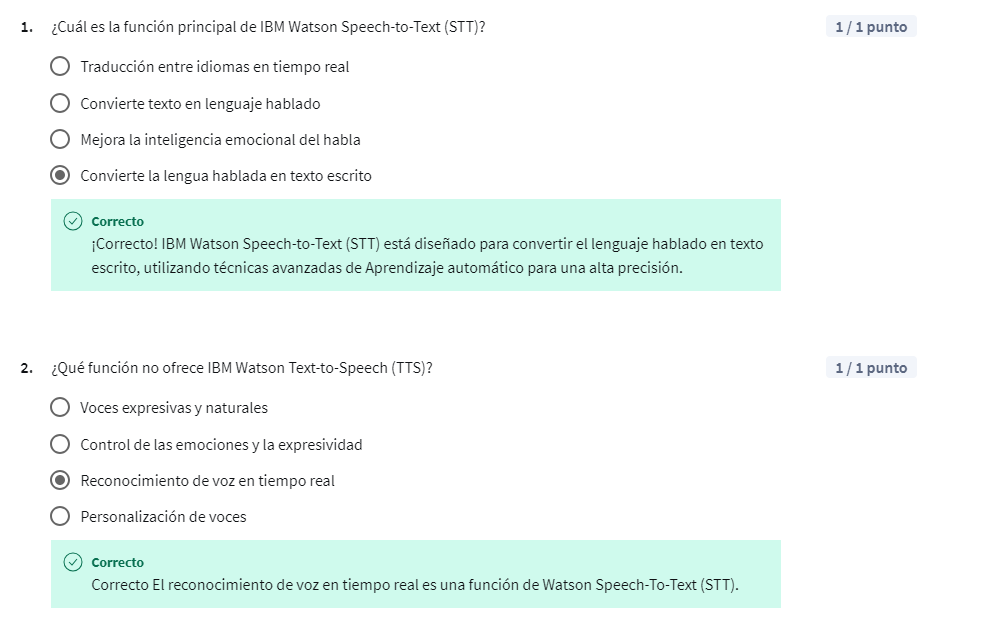 1. ¿Cuál es la función principal de IBM Watson Speech-to-Text (STT)? 1 / 1 punto
Traducción entre idiomas en tiempo real
Convierte texto en lenguaje hablado
Mejora la inteligencia emocional del habla
Convierte la lengua hablada en texto escrito
Correcto
¡Correcto! IBM Watson Speech-to-Text (STT) está diseñado para convertir el lenguaje hablado en texto
escrito, utilizando técnicas avanzadas de Aprendizaje automático para una alta precisión.
2. ¿Qué función no ofrece IBM Watson Text-to-Speech (TTS)? 1 / 1 punto
Voces expresivas y naturales
Control de las emociones y la expresividad
Reconocimiento de voz en tiempo real
Personalización de voces
Correcto
Correcto El reconocimiento de voz en tiempo real es una función de Watson Speech-To-Text (STT).